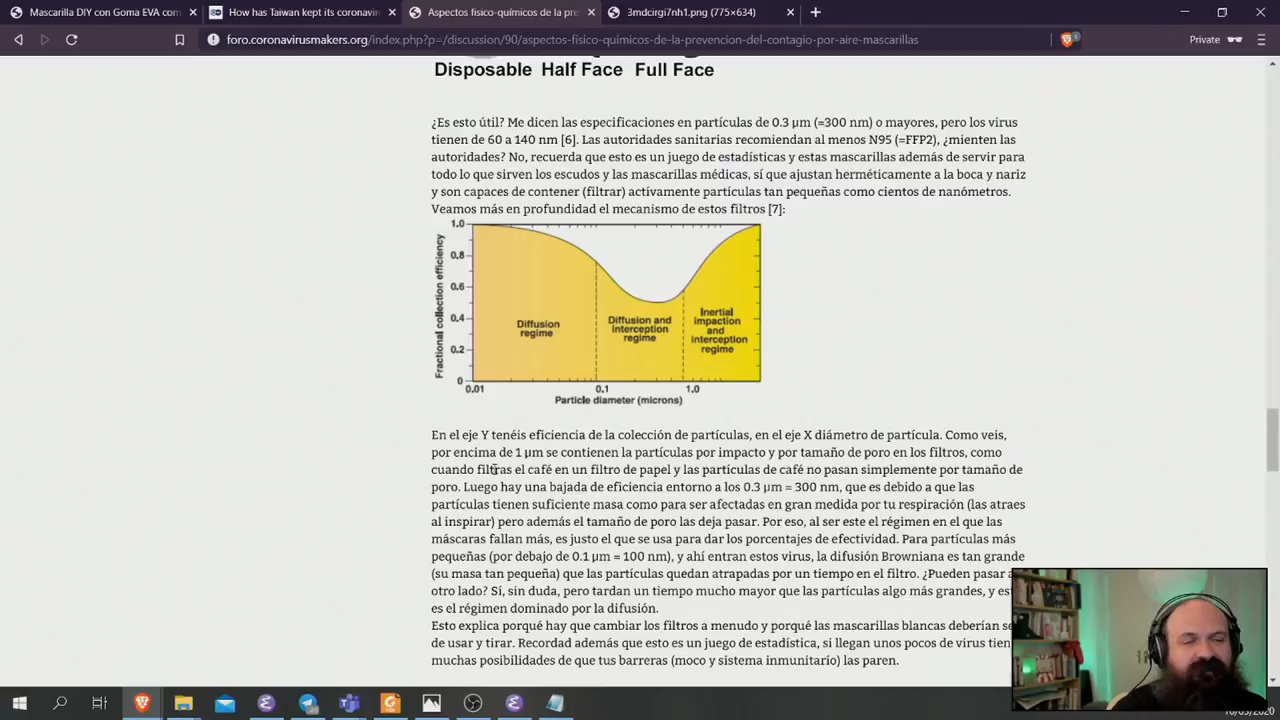 Mascarilla DIY con Goma EVA com
How has Taiwan kept its coronavir
Aspectos físico-químicos de la pre
3mdcirgi7nh1.png (775×634)
foro.coronavirusmakers.org/index.php?p=/discussion/90/aspectos-fisico-quimicos-de-la-prevencion-del-contagio-por-aire-mascarillas
1
Private
Disposable Half Face Full Face
¿Es esto útil? Me dicen las especificaciones en partículas de 0.3 µm (=300 nm) o mayores, pero los virus
tienen de 60 a 140 nm [6]. Las autoridades sanitarias recomiendan al menos N95 (=FFP2), ¿mienten las
autoridades? No, recuerda que esto es un juego de estadísticas y estas mascarillas además de servir para
todo lo que sirven los escudos y las mascarillas médicas, sí que ajustan herméticamente a la boca y nariz
y son capaces de contener (filtrar) activamente partículas tan pequeñas como cientos de nanómetros.
Veamos más en profundidad el mecanismo de estos filtros [7]:
Fractional collection efficiency
1.0
0.8
0.6
0.4
0.2
0
Diffusion
regime
Diffusion and
interception
regime
Inertial
impaction
and
interception
regime
0.01 0.1 1.0
Particle diameter (microns)
En el eje Y tenéis eficiencia de la colección de partículas, en el eje X diámetro de partícula. Como veis,
por encima de 1 µm se contienen la partículas por impacto y por tamaño de poro en los filtros, como
cuando filtras el café en un filtro de papel y las partículas de café no pasan simplemente por tamaño de
poro. Luego hay una bajada de eficiencia entorno a los 0.3 µm = 300 nm, que es debido a que las
partículas tienen suficiente masa como para ser afectadas en gran medida por tu respiración (las atraes
al inspirar) pero además el tamaño de poro las deja pasar. Por eso, al ser este el régimen en el que las
máscaras fallan más, es justo el que se usa para dar los porcentajes de efectividad. Para partículas más
pequeñas (por debajo de 0.1 µm = 100 nm), y ahí entran estos virus, la difusión Browniana es tan grande
(su masa tan pequeña) que las partículas quedan atrapadas por un tiempo en el filtro. ¿Pueden pasar a
otro lado? Sí, sin duda, pero tardan un tiempo mucho mayor que las partículas algo más grandes, y est
es el régimen dominado por la difusión.
Esto explica porqué hay que cambiar los filtros a menudo y porqué las mascarillas blancas deberían se
de usar y tirar. Recordad además que esto es un juego de estadística, si llegan unos pocos de virus tien
muchas posibilidades de que tus barreras (moco y sistema inmunitario) las paren.